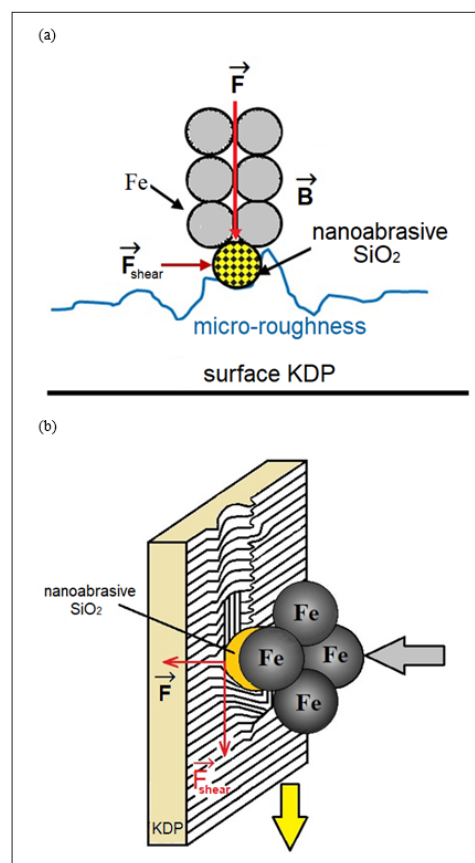 (a)
F
Fe
B
nanoabrasive
SiO₂
Fshear
micro-roughness
surface KDP
(b)
nanoabrasive
SiO₂
Fe
Fe
Fe
Fe
F
Fshear
KDP